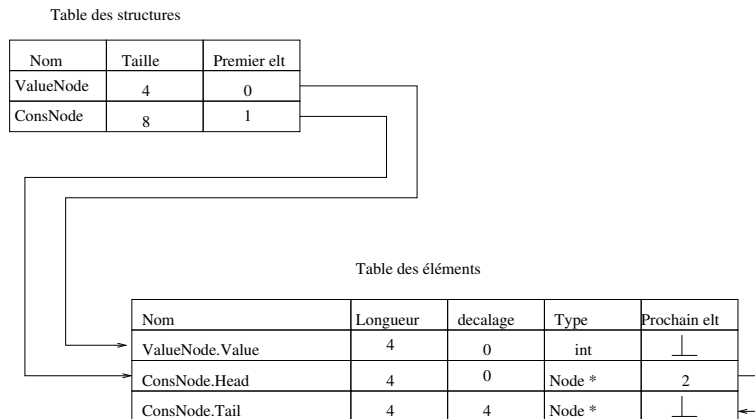 Table des structures
Nom Taille Premier elt
ValueNode 4 0
ConsNode 8 1
Table des éléments
Nom Longueur decalage Type Prochain elt
ValueNode.Value 4 0 int ⊥
ConsNode.Head 4 0 Node * 2
ConsNode.Tail 4 4 Node * ⊥